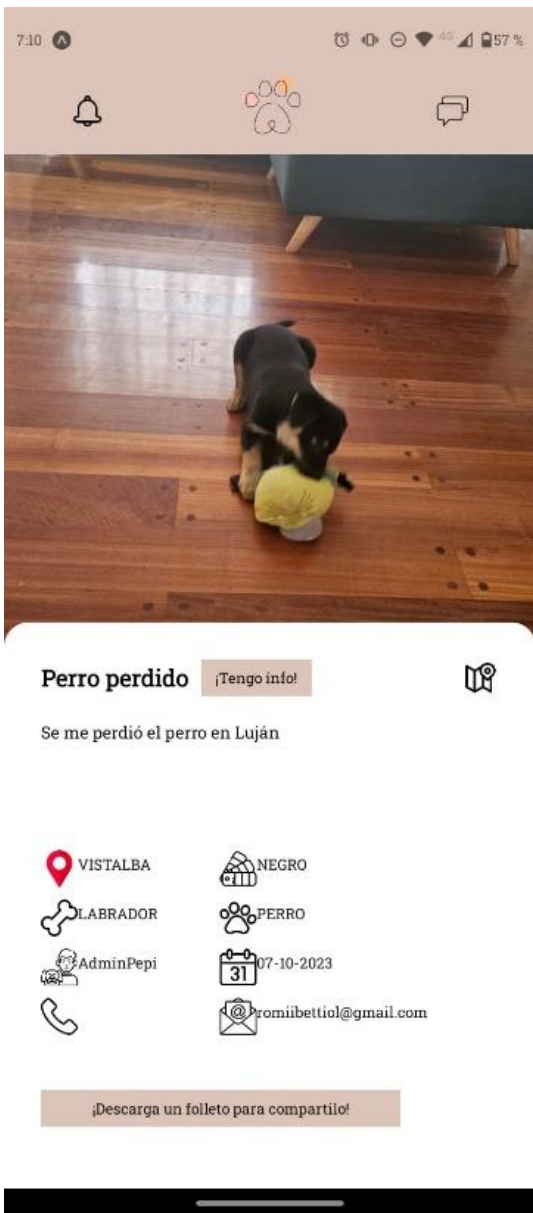 7:10 4G 57 %
Perro perdido ¡Tengo info!
Se me perdió el perro en Luján
VISTALBA NEGRO
LABRADOR PERRO
AdminPepi 31 07-10-2023
@ romiibettiol@gmail.com
¡Descarga un folleto para compartilo!